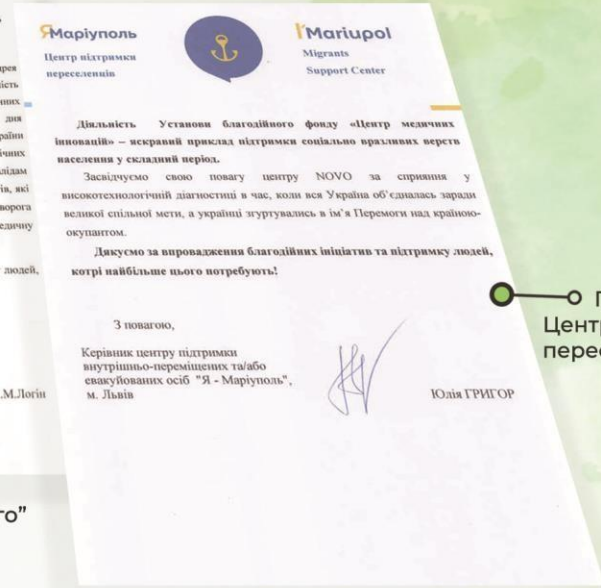 ЯМаріуполь
Центр підтримки
переселенців
I'Mariupol
Migrants
Support Center
Діяльність Установи благодійного фонду «Центр медичних
інновацій» – яскравий приклад підтримки соціально вразливих верств
населення у складний період.
Засвідчуємо свою повагу центру NOVO за сприяння у
високотехнологічній діагностиці в час, коли вся Україна об'єдналась заради
великої спільної мети, а українці згуртувались в ім'я Перемоги над країною-
окупантом.
Дякуємо за впровадження благодійних ініціатив та підтримку людей,
котрі найбільше цього потребують!
З повагою,
Керівник центру підтримки
внутрішньо-переміщених та/або
евакуйованих осіб "Я - Маріуполь",
м. Львів
Юлія ГРИГОР
дня
які
ворога
людей,
.М.Логін